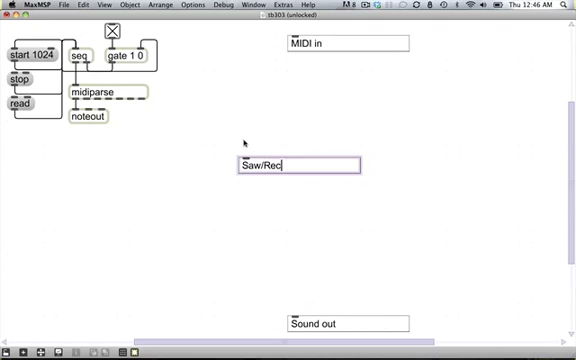 MaxMSP File Edit View Object Arrange Options Debug Window Extras Help 8 Thu 12:46 AM
tb303 (unlocked)
start 1024
seq
gate 1 0
stop
read
midiparse
noteout
MIDI in
Saw/Rec
Sound out